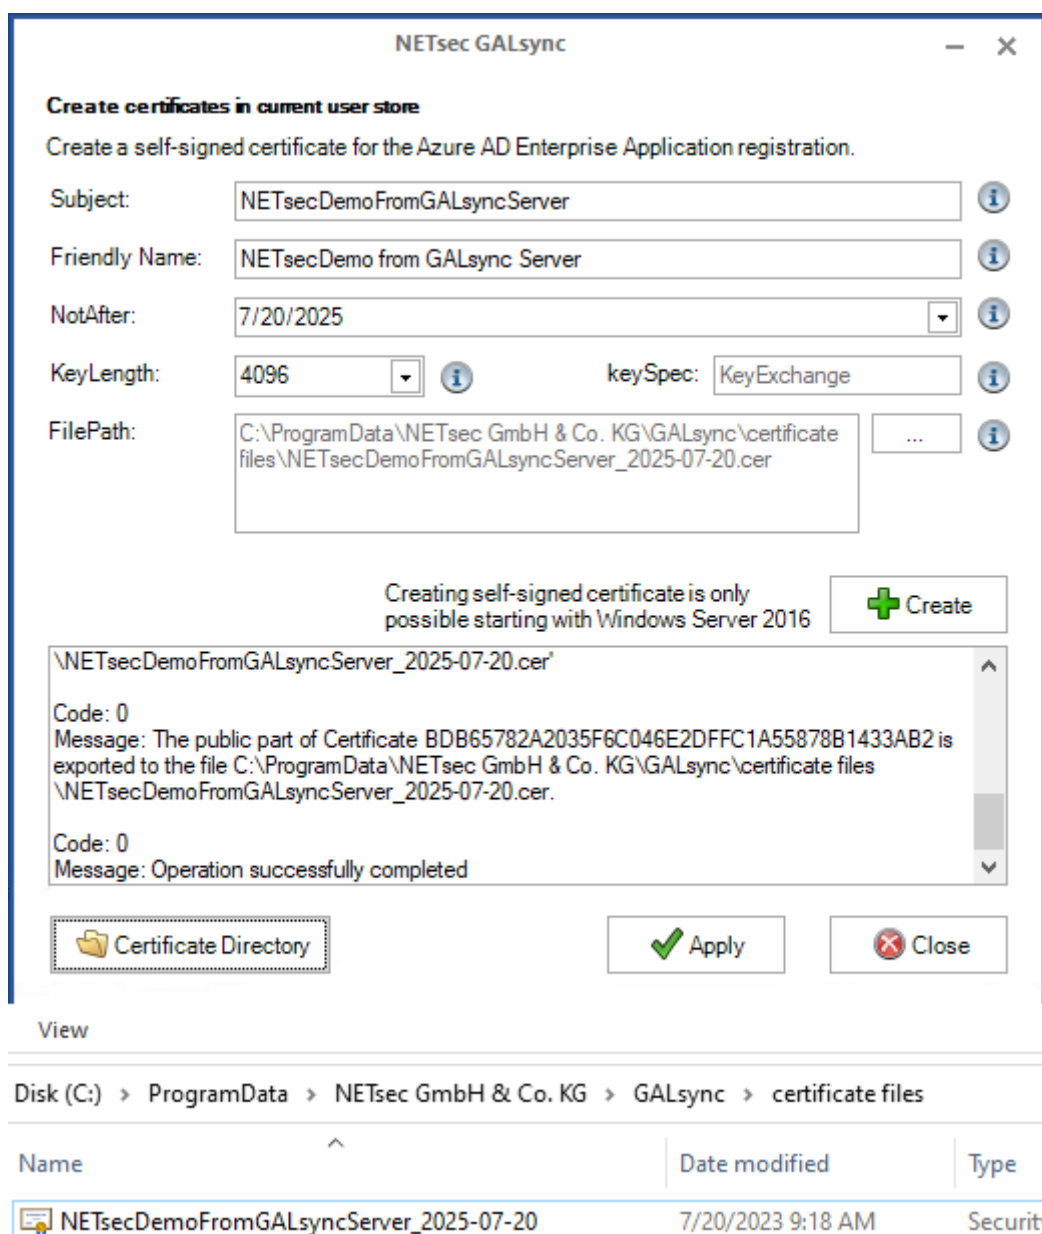 NETsec GALsync
Create certificates in current user store
Create a self-signed certificate for the Azure AD Enterprise Application registration.
Subject: NETsecDemoFromGALsyncServer
Friendly Name: NETsecDemo from GALsync Server
NotAfter: 7/20/2025
KeyLength: 4096 keySpec: KeyExchange
FilePath: C:\ProgramData\NETsec GmbH & Co. KG\GALsync\certificate ...
files\NETsecDemoFromGALsyncServer_2025-07-20.cer
Creating self-signed certificate is only
possible starting with Windows Server 2016
Create
\NETsecDemoFromGALsyncServer_2025-07-20.cer'
Code: 0
Message: The public part of Certificate BDB65782A2035F6C046E2DFFC1A55878B1433AB2 is
exported to the file C:\ProgramData\NETsec GmbH & Co. KG\GALsync\certificate files
\NETsecDemoFromGALsyncServer_2025-07-20.cer.
Code: 0
Message: Operation successfully completed
Certificate Directory Apply Close
View
Disk (C:) > ProgramData > NETsec GmbH & Co. KG > GALsync > certificate files
Name Date modified Type
NETsecDemoFromGALsyncServer_2025-07-20 7/20/2023 9:18 AM Security